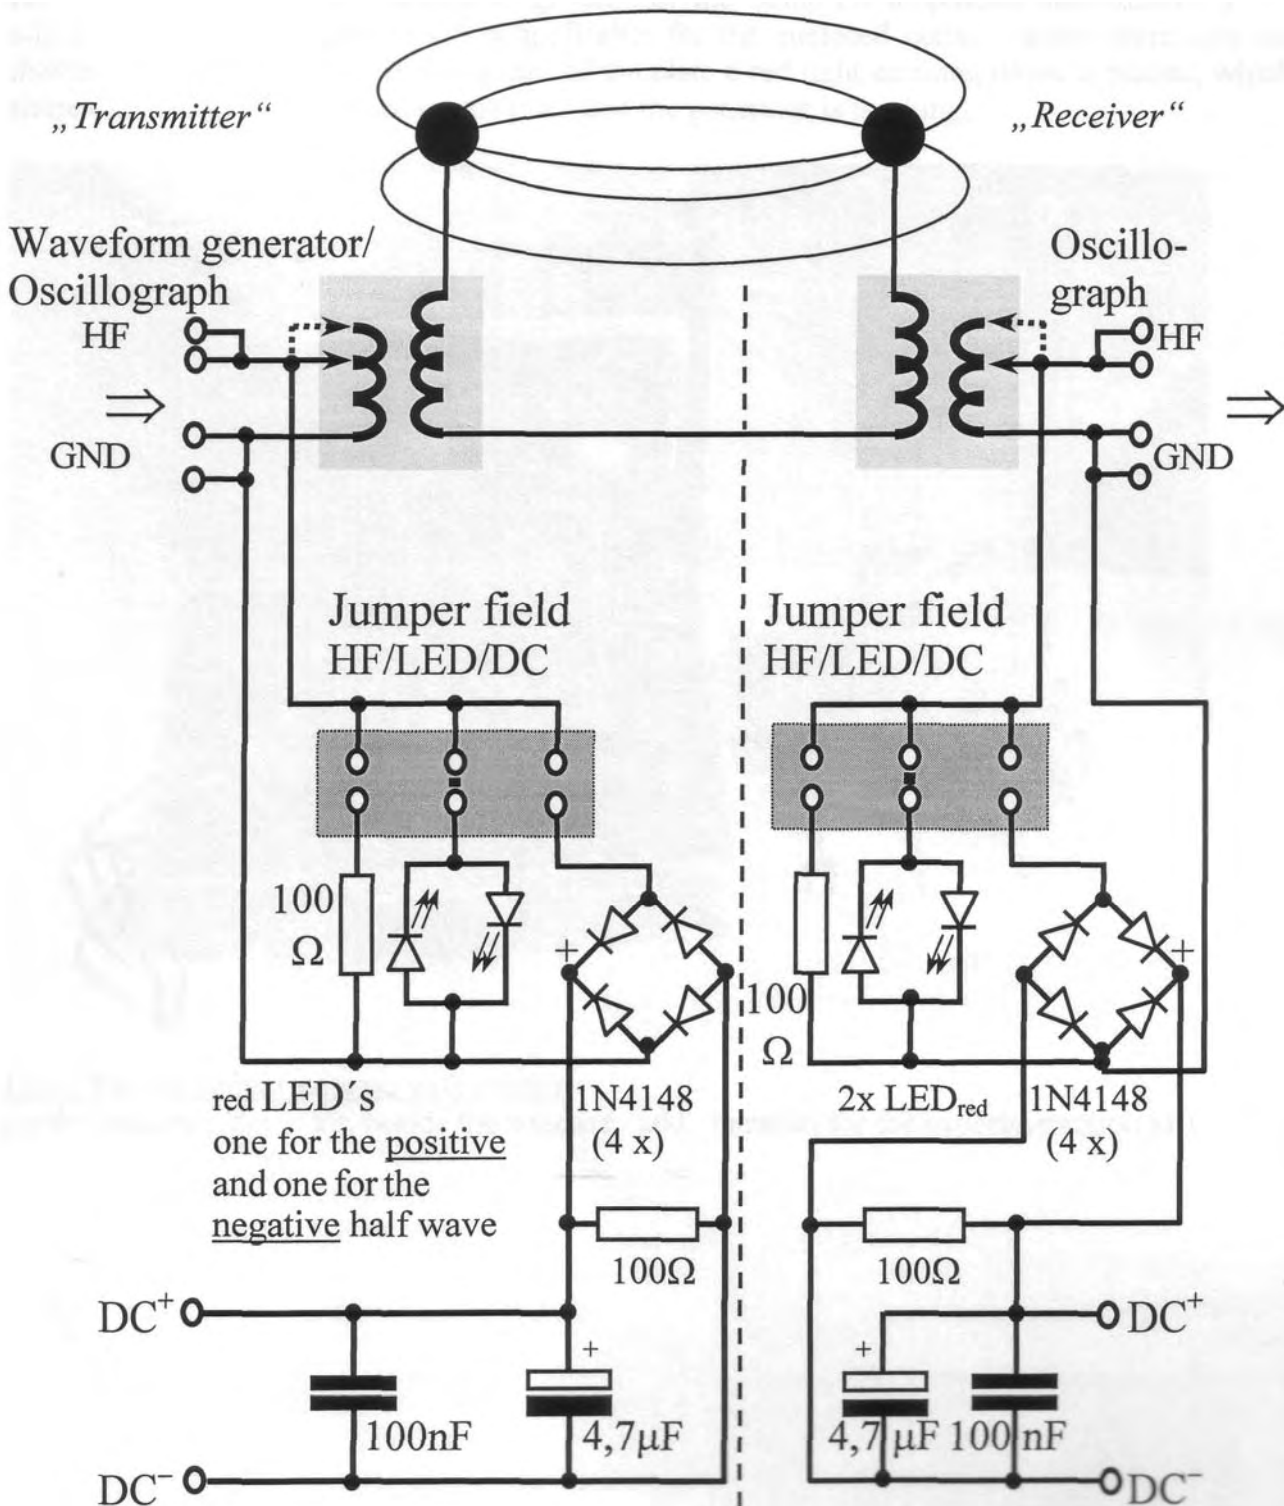 „Transmitter“
„Receiver“
Waveform generator/
Oscillograph
HF
GND
Oscillo-
graph
HF
GND
Jumper field
HF/LED/DC
Jumper field
HF/LED/DC
100
Ω
+
+
100
Ω
red LED´s
one for the positive
and one for the
negative half wave
1N4148
(4 x)
2x LEDred
1N4148
(4 x)
100Ω
100Ω
DC⁺
+
+
DC⁺
100nF
4,7µF
4,7 µF
100 nF
DC⁻
DC⁻